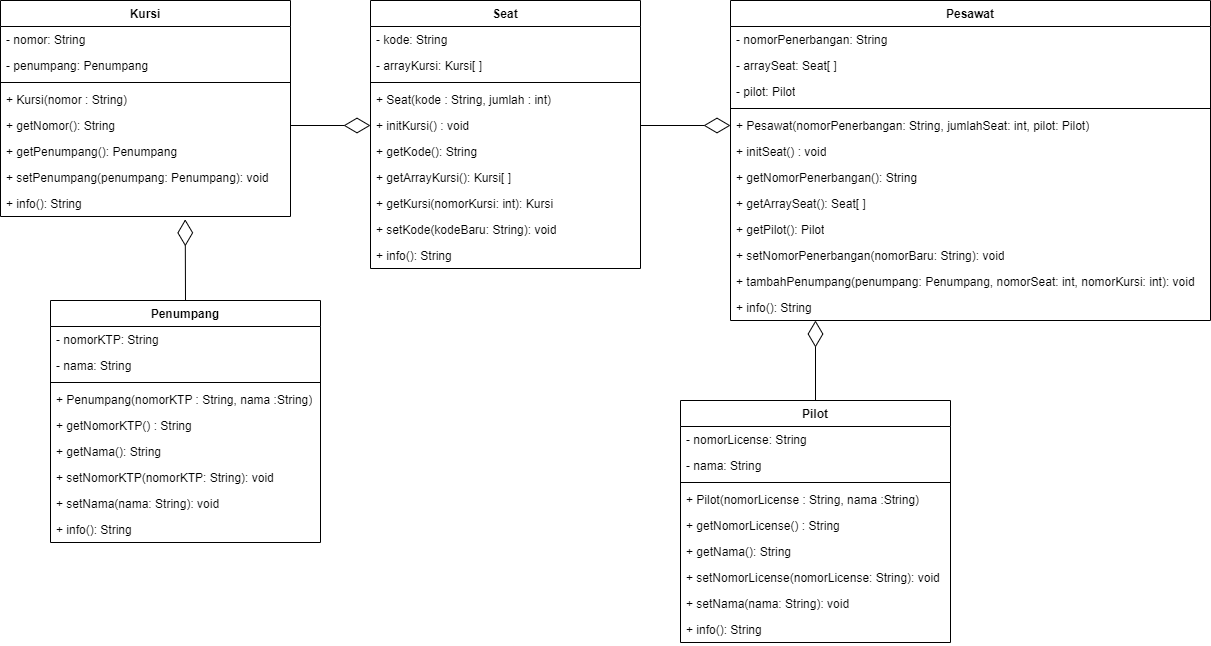 Kursi
- nomor: String
- penumpang: Penumpang
+ Kursi(nomor : String)
+ getNomor(): String
+ getPenumpang(): Penumpang
+ setPenumpang(penumpang: Penumpang): void
+ info(): String
Seat
- kode: String
- arrayKursi: Kursi[ ]
+ Seat(kode : String, jumlah : int)
+ initKursi() : void
+ getKode(): String
+ getArrayKursi(): Kursi[ ]
+ getKursi(nomorKursi: int): Kursi
+ setKode(kodeBaru: String): void
+ info(): String
Pesawat
- nomorPenerbangan: String
- arraySeat: Seat[ ]
- pilot: Pilot
+ Pesawat(nomorPenerbangan: String, jumlahSeat: int, pilot: Pilot)
+ initSeat() : void
+ getNomorPenerbangan(): String
+ getArraySeat(): Seat[ ]
+ getPilot(): Pilot
+ setNomorPenerbangan(nomorBaru: String): void
+ tambahPenumpang(penumpang: Penumpang, nomorSeat: int, nomorKursi: int): void
+ info(): String
Penumpang
- nomorKTP: String
- nama: String
+ Penumpang(nomorKTP : String, nama :String)
+ getNomorKTP() : String
+ getNama(): String
+ setNomorKTP(nomorKTP: String): void
+ setNama(nama: String): void
+ info(): String
Pilot
- nomorLicense: String
- nama: String
+ Pilot(nomorLicense : String, nama :String)
+ getNomorLicense() : String
+ getNama(): String
+ setNomorLicense(nomorLicense: String): void
+ setNama(nama: String): void
+ info(): String